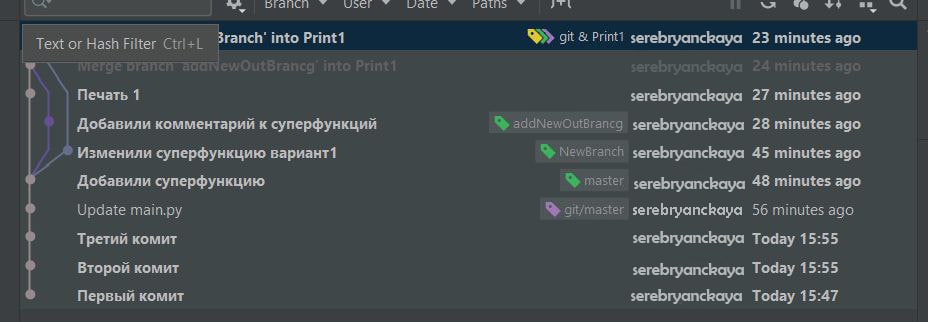 Branch User Date Paths
Text or Hash Filter Ctrl+L
Branch' into Print1 git & Print1 serebryanckaya 23 minutes ago
Merge branch 'addNewOutBrancg' into Print1 serebryanckaya 24 minutes ago
Печать 1 serebryanckaya 27 minutes ago
Добавили комментарий к суперфункций addNewOutBrancg serebryanckaya 28 minutes ago
Изменили суперфункцию вариант1 NewBranch serebryanckaya 45 minutes ago
Добавили суперфункцию master serebryanckaya 48 minutes ago
Update main.py git/master serebryanckaya 56 minutes ago
Третий комит serebryanckaya Today 15:55
Второй комит serebryanckaya Today 15:55
Первый комит serebryanckaya Today 15:47